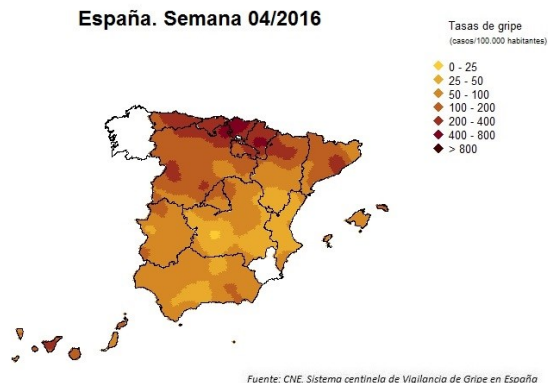 España. Semana 04/2016
Tasas de gripe
(casos/100.000 habitantes)
0 - 25
25 - 50
50 - 100
100 - 200
200 - 400
400 - 800
> 800
Fuente: CNE. Sistema centinela de Vigilancia de Gripe en España